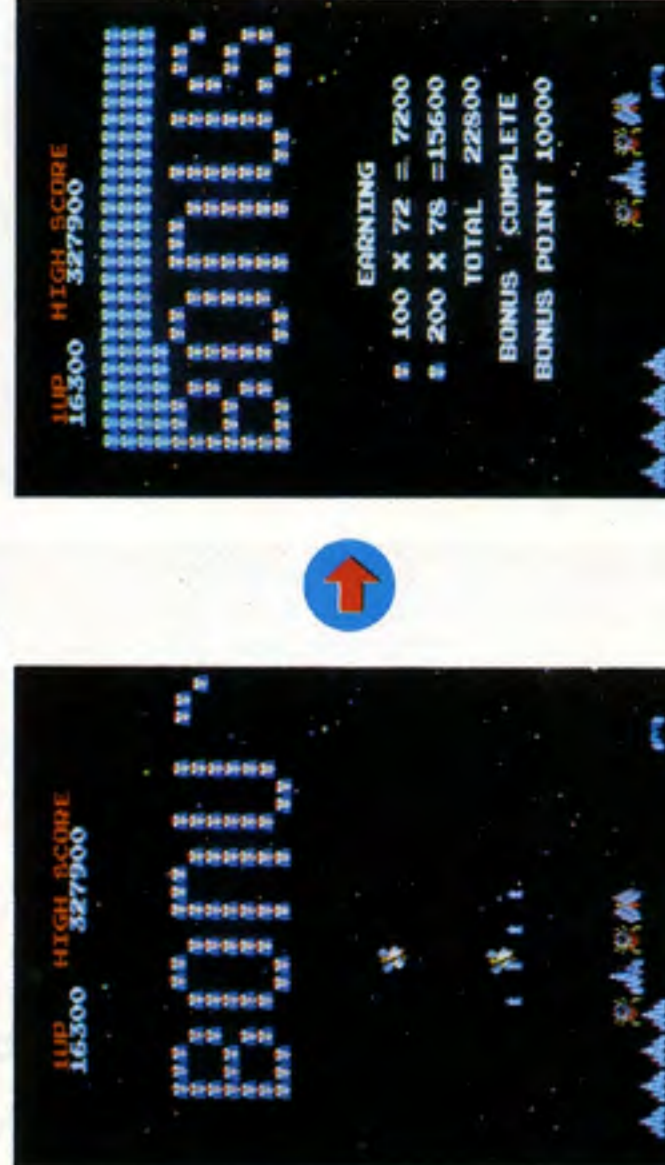 1UP HIGH SCORE
16300 327900
BONU
1UP HIGH SCORE
16300 327900
BONUS
EARNING
100 X 72 = 7200
200 X 78 =15600
TOTAL 22800
BONUS COMPLETE
BONUS POINT 10000